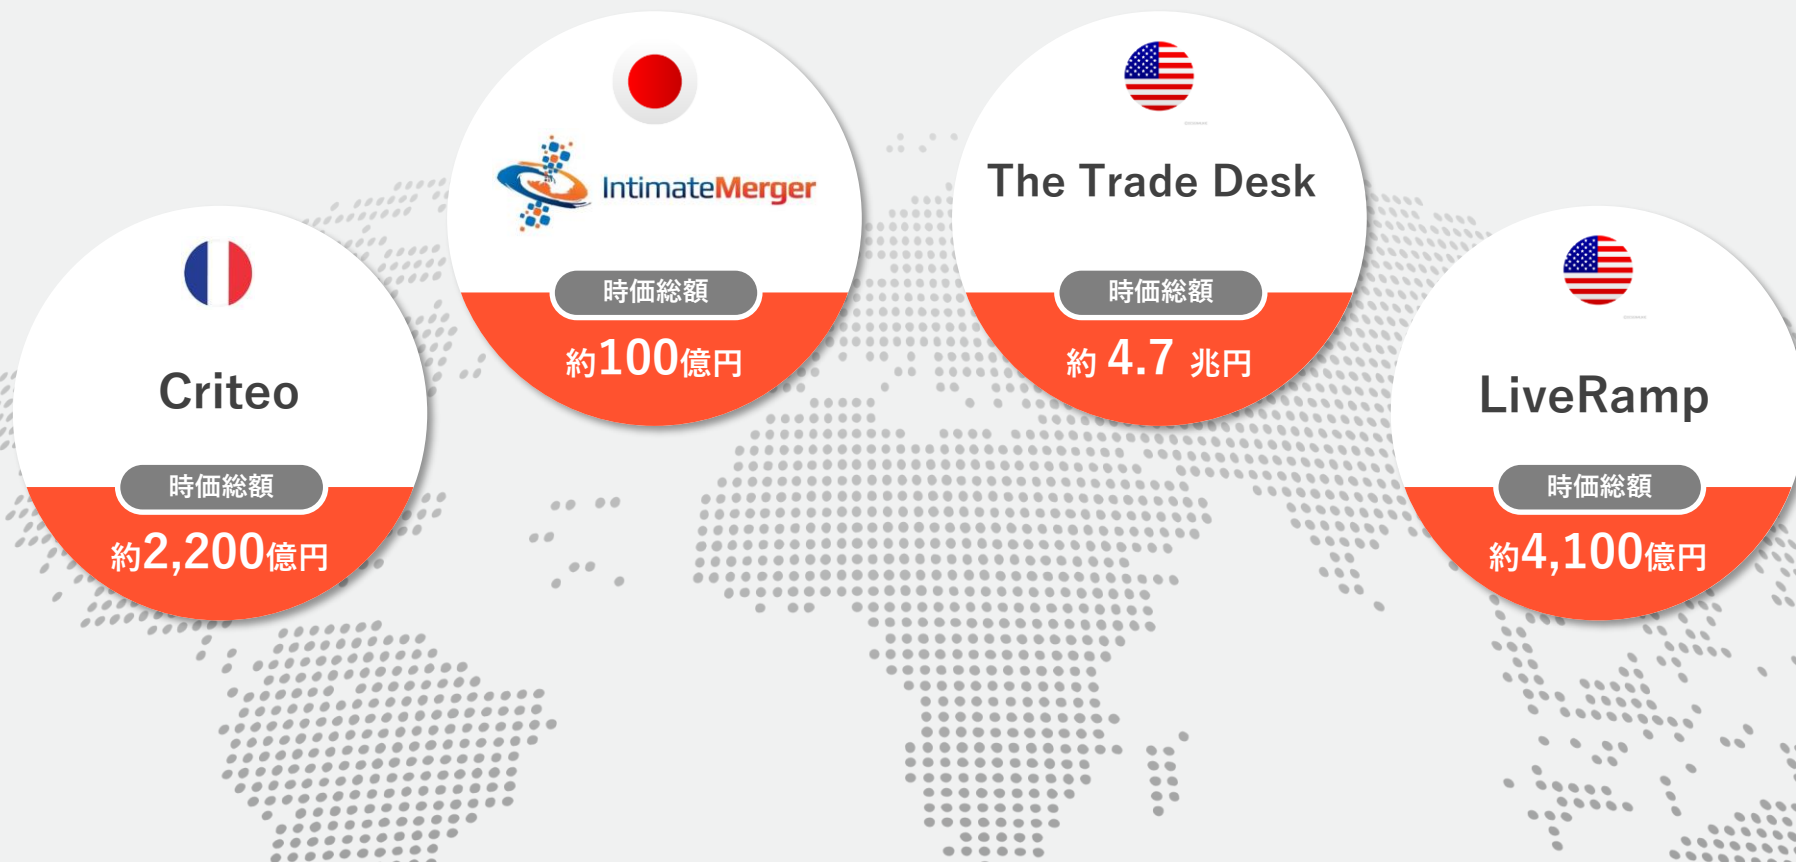 Criteo
時価総額
約2,200億円
IntimateMerger
時価総額
約100億円
The Trade Desk
時価総額
約 4.7 兆円
LiveRamp
時価総額
約4,100億円